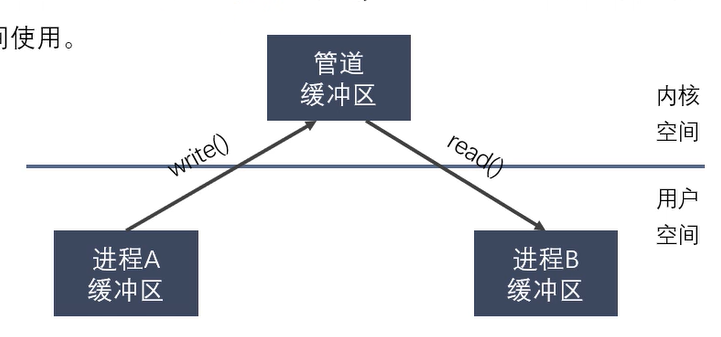 间使用。
管道
缓冲区
内核
空间
write()
read()
用户
空间
进程A
缓冲区
进程B
缓冲区